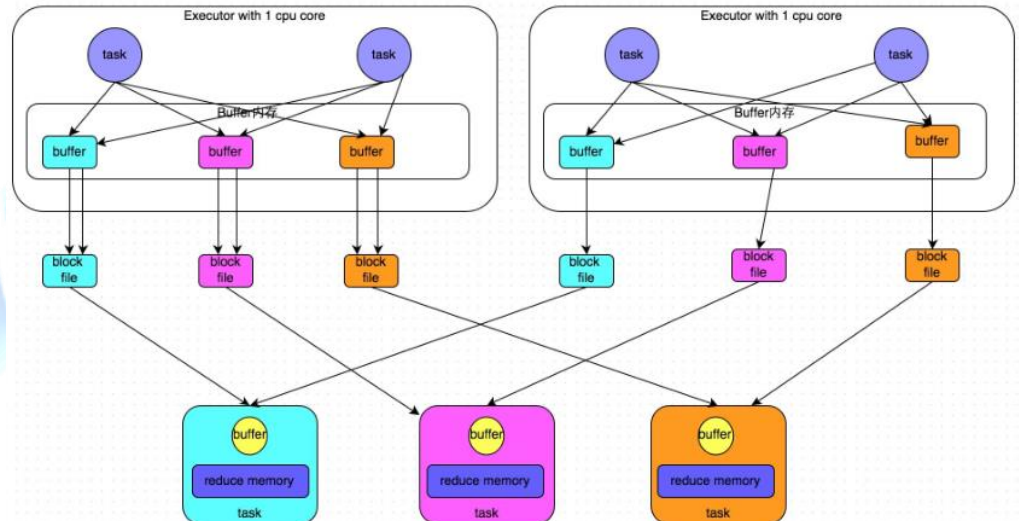 Executor with 1 cpu core
Executor with 1 cpu core
task
task
task
task
Buffer内存
Buffer内存
buffer
buffer
buffer
buffer
buffer
buffer
block
file
block
file
block
file
block
file
block
file
block
file
buffer
buffer
buffer
reduce memory
reduce memory
reduce memory
task
task
task